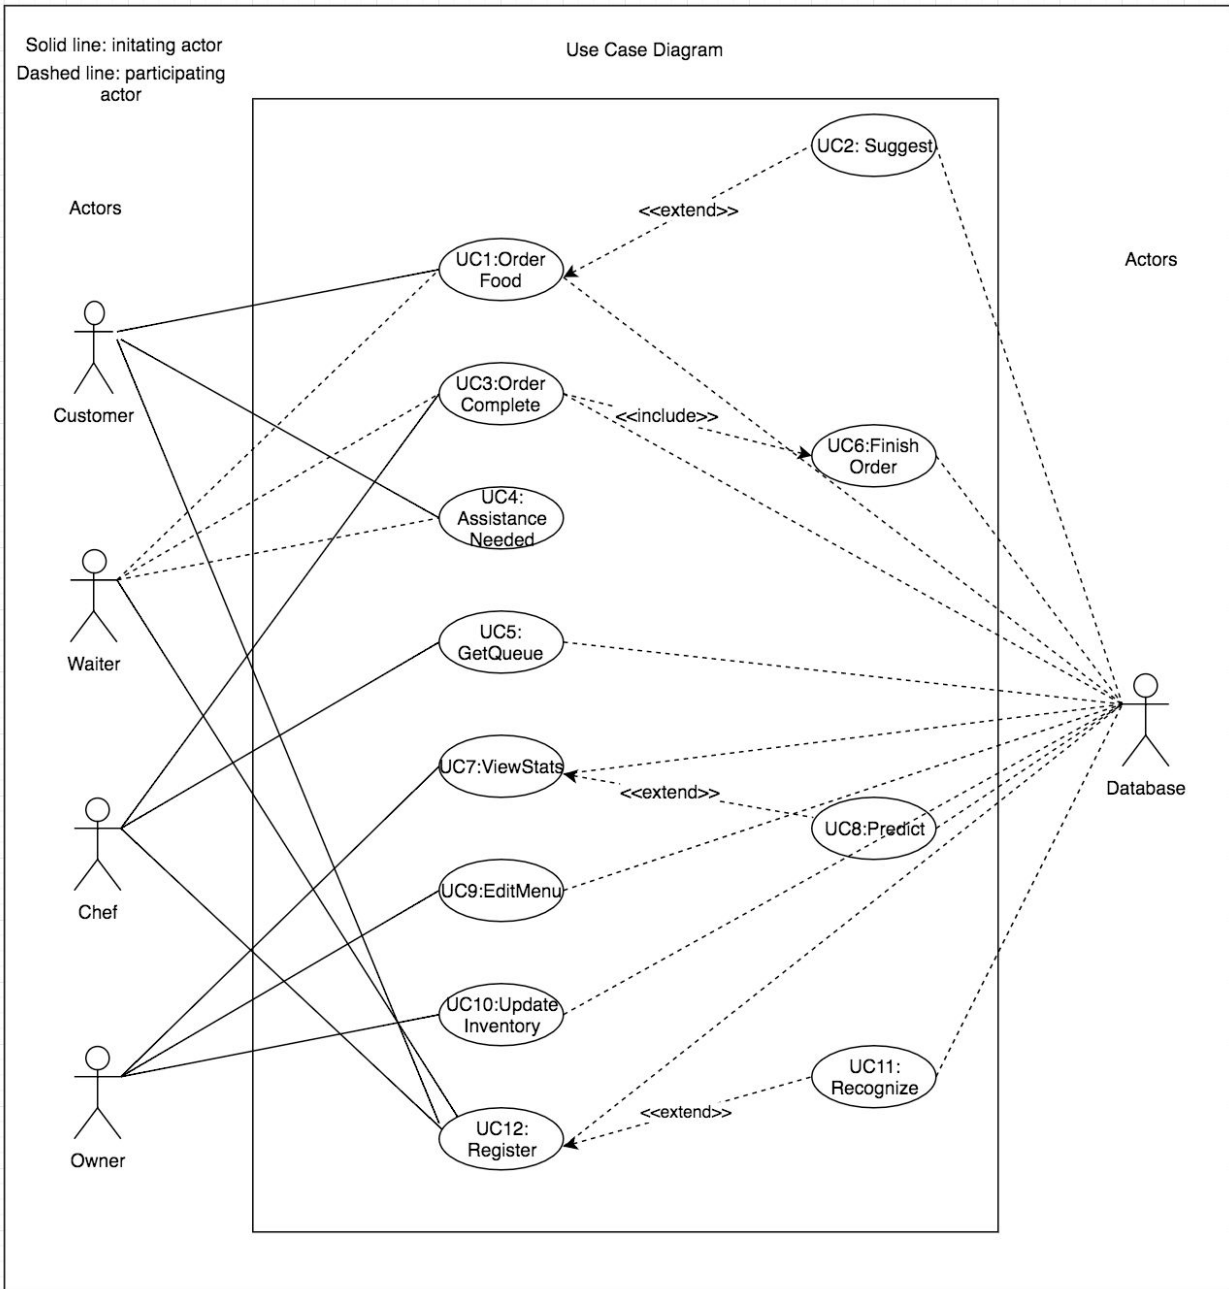 Solid line: initating actor
Dashed line: participating
actor
Use Case Diagram
UC2: Suggest
<<extend>>
Actors
UC1:Order
Food
Actors
Customer
UC3:Order
Complete
<<include>>
UC6:Finish
Order
UC4:
Assistance
Needed
UC5:
GetQueue
Waiter
UC7:ViewStats
<<extend>>
Database
UC8:Predict
UC9:EditMenu
Chef
UC10:Update
Inventory
UC11:
Recognize
<<extend>>
UC12:
Register
Owner